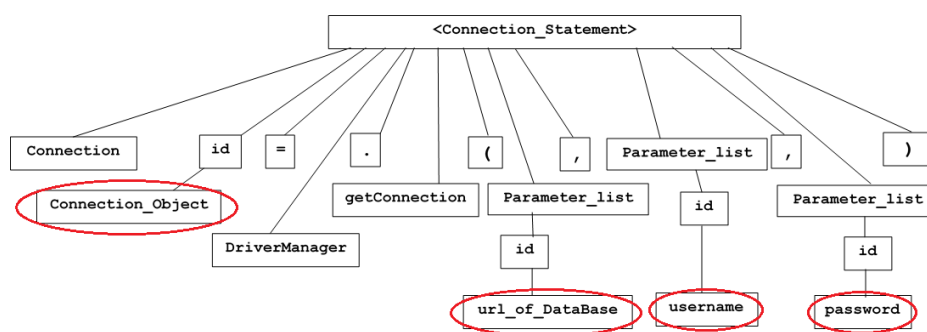 <Connection_Statement>
Connection
id
=
.
(
,
Parameter_list
,
)
Connection_Object
getConnection
Parameter_list
id
Parameter_list
DriverManager
id
id
url_of_DataBase
username
password